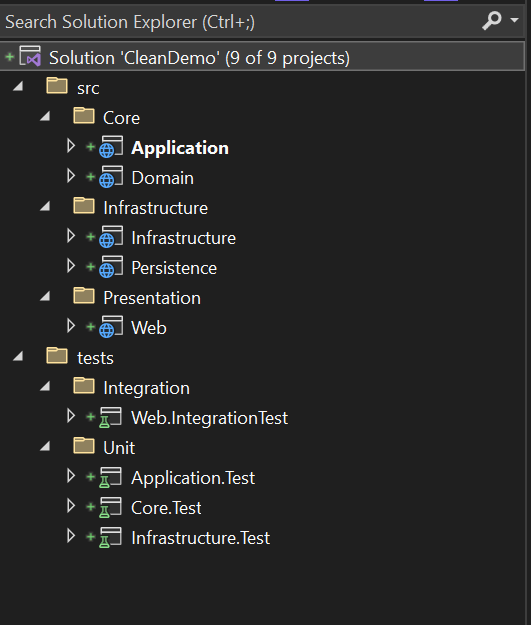 Search Solution Explorer (Ctrl+;)
Solution 'CleanDemo' (9 of 9 projects)
src
Core
Application
Domain
Infrastructure
Infrastructure
Persistence
Presentation
Web
tests
Integration
Web.IntegrationTest
Unit
Application.Test
Core.Test
Infrastructure.Test